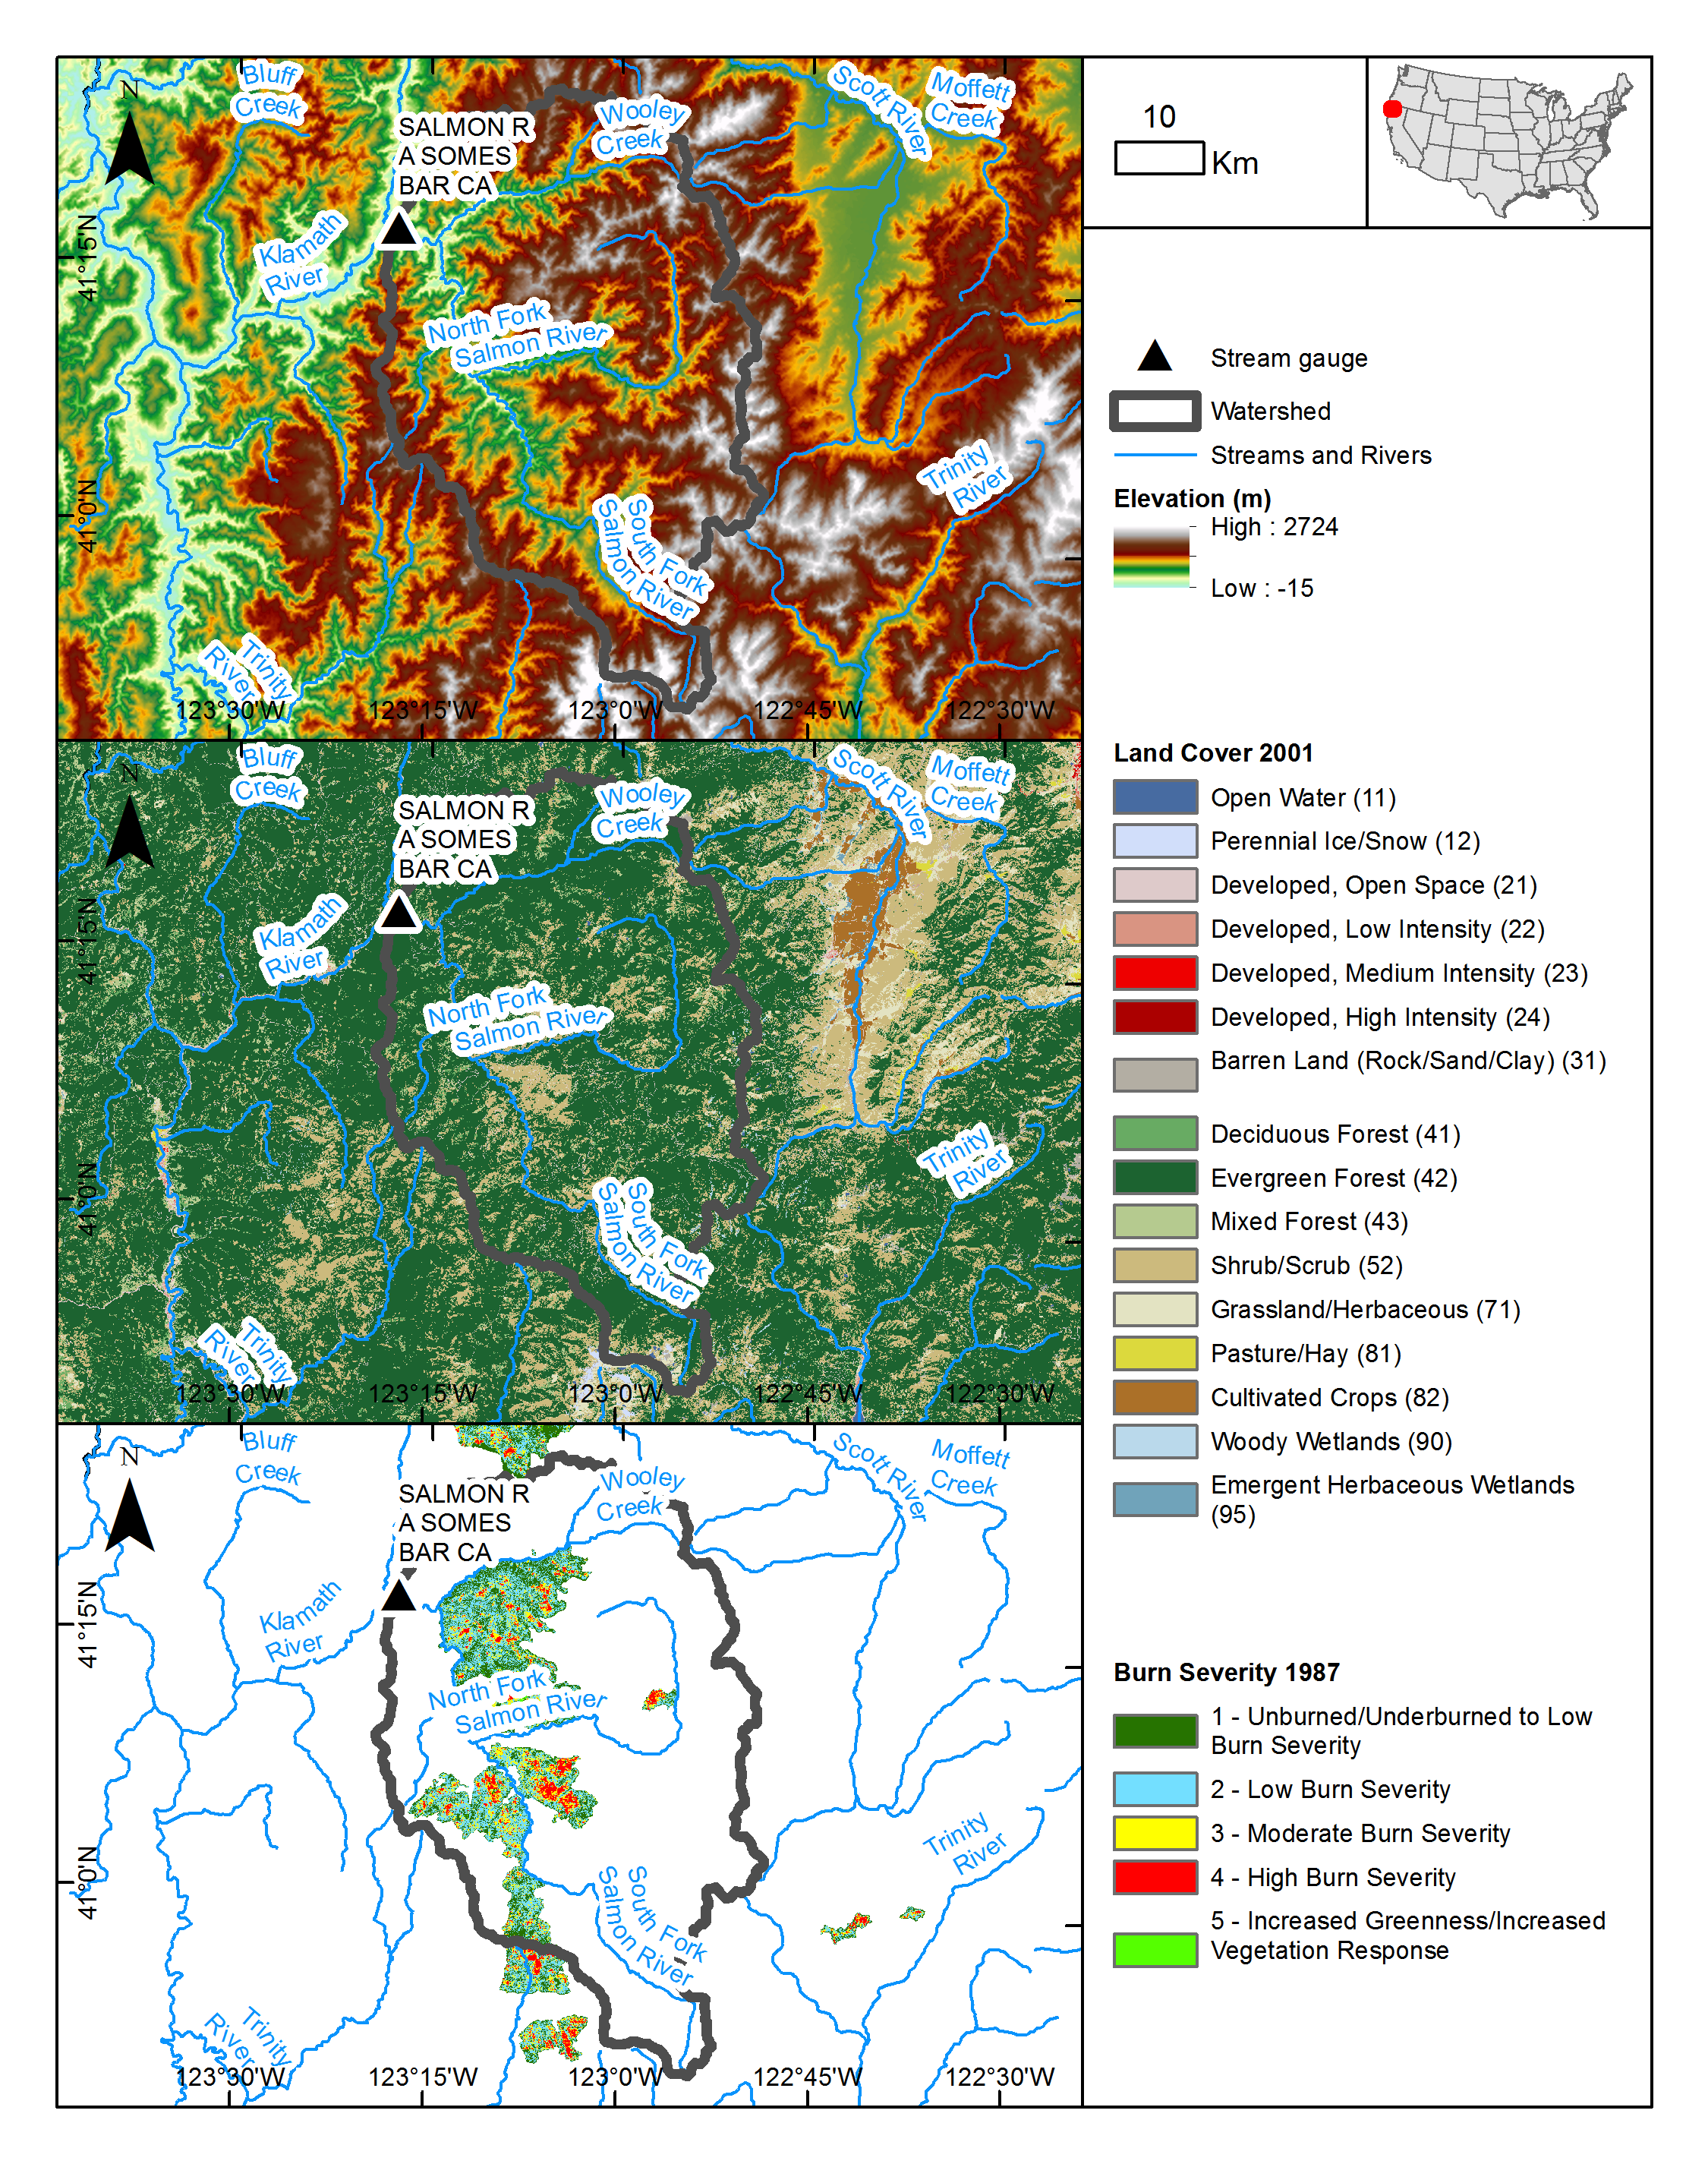 N
Bluff
Creek
SALMON R
A SOMES
BAR CA
Wooley
Creek
Scott River
Moffett
Creek
Klamath
River
41°15'N
North Fork
Salmon River
41°0'N
South Fork
Salmon River
Trinity
River
Trinity
River
123°30'W
123°15'W
123°0'W
122°45'W
122°30'W
N
Bluff
Creek
SALMON R
A SOMES
BAR CA
Wooley
Creek
Scott River
Moffett
Creek
Klamath
River
41°15'N
North Fork
Salmon River
41°0'N
South Fork
Salmon River
Trinity
River
Trinity
River
123°30'W
123°15'W
123°0'W
122°45'W
122°30'W
N
Bluff
Creek
SALMON R
A SOMES
BAR CA
Wooley
Creek
Scott River
Moffett
Creek
Klamath
River
41°15'N
North Fork
Salmon River
41°0'N
South Fork
Salmon River
Trinity
River
Trinity
River
123°30'W
123°15'W
123°0'W
122°45'W
122°30'W
10
Km
Stream gauge
Watershed
Streams and Rivers
Elevation (m)
High : 2724
Low : -15
Land Cover 2001
Open Water (11)
Perennial Ice/Snow (12)
Developed, Open Space (21)
Developed, Low Intensity (22)
Developed, Medium Intensity (23)
Developed, High Intensity (24)
Barren Land (Rock/Sand/Clay) (31)
Deciduous Forest (41)
Evergreen Forest (42)
Mixed Forest (43)
Shrub/Scrub (52)
Grassland/Herbaceous (71)
Pasture/Hay (81)
Cultivated Crops (82)
Woody Wetlands (90)
Emergent Herbaceous Wetlands
(95)
Burn Severity 1987
1 - Unburned/Underburned to Low
Burn Severity
2 - Low Burn Severity
3 - Moderate Burn Severity
4 - High Burn Severity
5 - Increased Greenness/Increased
Vegetation Response